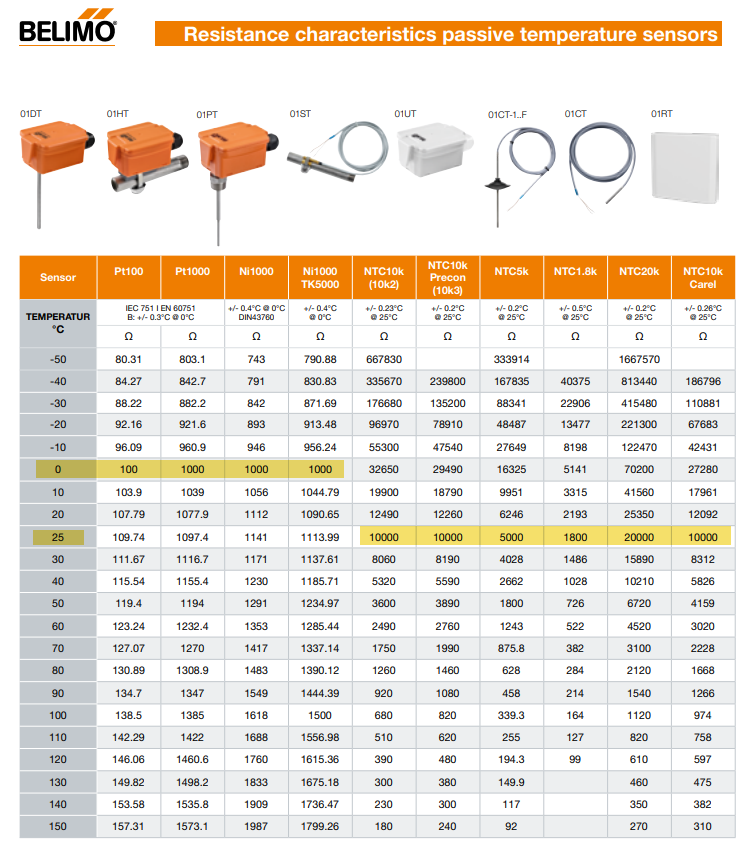 BELIMO
Resistance characteristics passive temperature sensors
01DT 01HT 01PT 01ST 01UT 01CT-1..F 01CT 01RT
Sensor Pt100 Pt1000 Ni1000 Ni1000 TK5000 NTC10k (10k2) NTC10k Precon (10k3) NTC5k NTC1.8k NTC20k NTC10k Carel
TEMPERATUR °C IEC 751 I EN 60751 B: +/- 0.3°C @ 0°C +/- 0.4°C @ 0°C DIN43760 +/- 0.4°C @ 0°C +/- 0.23°C @ 25°C +/- 0.2°C @ 25°C +/- 0.2°C @ 25°C +/- 0.5°C @ 25°C +/- 0.2°C @ 25°C +/- 0.26°C @ 25°C
Ω Ω Ω Ω Ω Ω Ω Ω Ω Ω
-50 80.31 803.1 743 790.88 667830 333914 1667570
-40 84.27 842.7 791 830.83 335670 239800 167835 40375 813440 186796
-30 88.22 882.2 842 871.69 176680 135200 88341 22906 415480 110881
-20 92.16 921.6 893 913.48 96970 78910 48487 13477 221300 67683
-10 96.09 960.9 946 956.24 55300 47540 27649 8198 122470 42431
0 100 1000 1000 1000 32650 29490 16325 5141 70200 27280
10 103.9 1039 1056 1044.79 19900 18790 9951 3315 41560 17961
20 107.79 1077.9 1112 1090.65 12490 12260 6246 2193 25350 12092
25 109.74 1097.4 1141 1113.99 10000 10000 5000 1800 20000 10000
30 111.67 1116.7 1171 1137.61 8060 8190 4028 1486 15890 8312
40 115.54 1155.4 1230 1185.71 5320 5590 2662 1028 10210 5826
50 119.4 1194 1291 1234.97 3600 3890 1800 726 6720 4159
60 123.24 1232.4 1353 1285.44 2490 2760 1243 522 4520 3020
70 127.07 1270 1417 1337.14 1750 1990 875.8 382 3100 2228
80 130.89 1308.9 1483 1390.12 1260 1460 628 284 2120 1668
90 134.7 1347 1549 1444.39 920 1080 458 214 1540 1266
100 138.5 1385 1618 1500 680 820 339.3 164 1120 974
110 142.29 1422 1688 1556.98 510 620 255 127 820 758
120 146.06 1460.6 1760 1615.36 390 480 194.3 99 610 597
130 149.82 1498.2 1833 1675.18 300 380 149.9 460 475
140 153.58 1535.8 1909 1736.47 230 300 117 350 382
150 157.31 1573.1 1987 1799.26 180 240 92 270 310